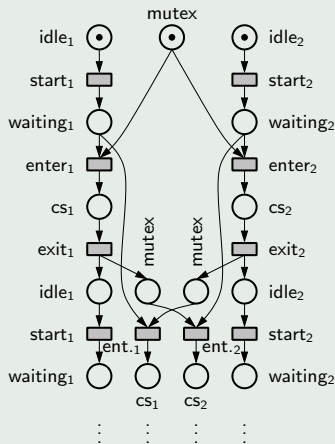 mutex
idle₁ idle₂
start₁ start₂
waiting₁ waiting₂
enter₁ enter₂
cs₁ cs₂
mutex mutex
exit₁ exit₂
idle₁ idle₂
start₁ start₂
ent.₁ ent.₂
waiting₁ waiting₂
cs₁ cs₂